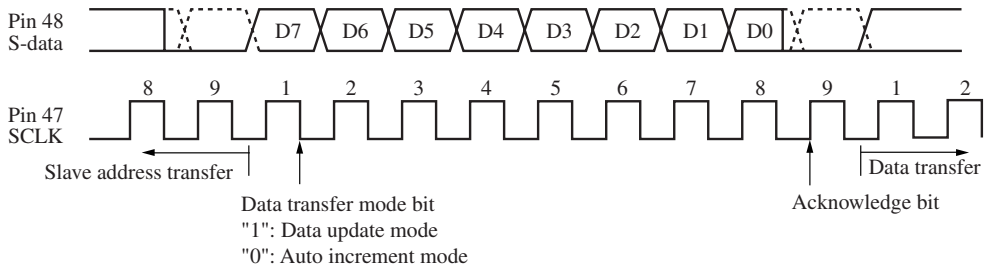 Pin 48
S-data
D7 D6 D5 D4 D3 D2 D1 D0
8 9 1 2 3 4 5 6 7 8 9 1 2
Pin 47
SCLK
Slave address transfer
Data transfer
Data transfer mode bit
"1": Data update mode
"0": Auto increment mode
Acknowledge bit